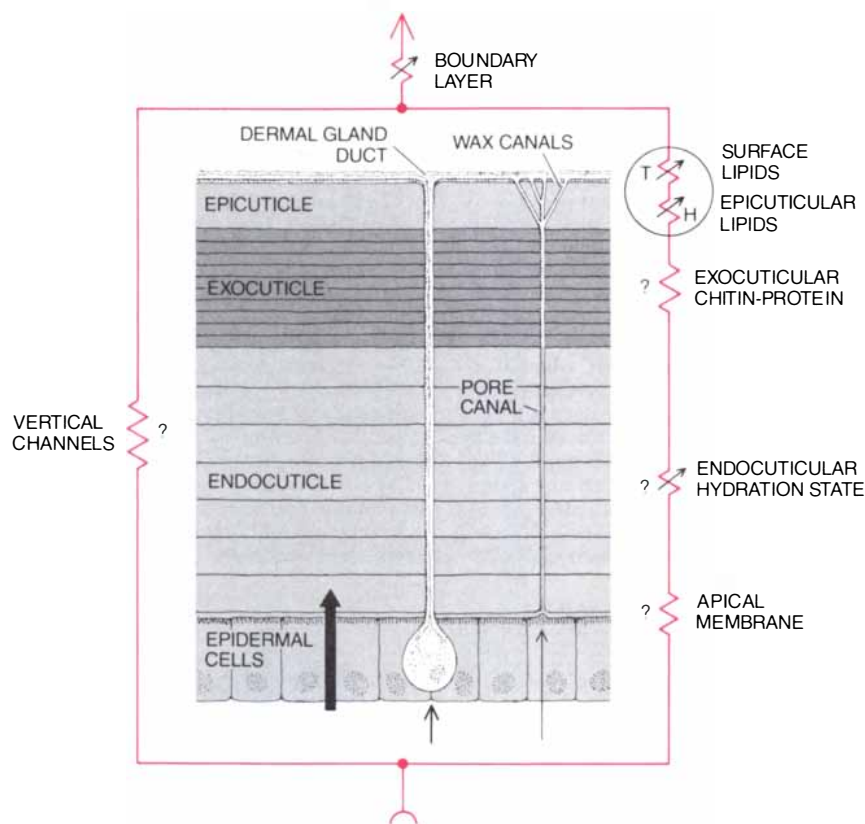 BOUNDARY
LAYER
DERMAL GLAND
DUCT
WAX CANALS
T
SURFACE
LIPIDS
H
EPICUTICULAR
LIPIDS
EPICUTICLE
EXOCUTICLE
?
EXOCUTICULAR
CHITIN-PROTEIN
PORE
CANAL
VERTICAL
CHANNELS
?
ENDOCUTICLE
?
ENDOCUTICULAR
HYDRATION STATE
?
APICAL
MEMBRANE
EPIDERMAL
CELLS